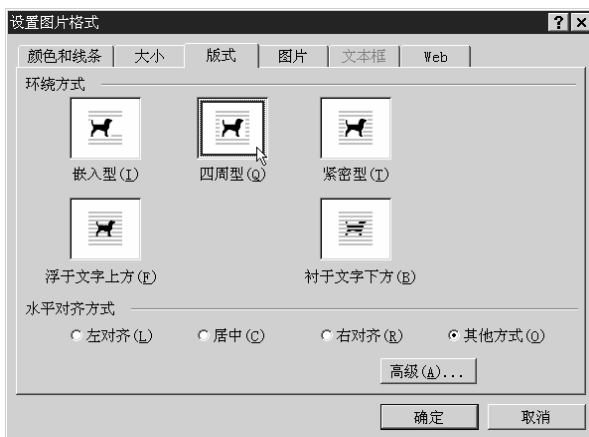 设置图片格式
颜色和线条 大小 版式 图片 文本框 Web
环绕方式
嵌入型(I) 四周型(Q) 紧密型(T)
浮于文字上方(F) 衬于文字下方(B)
水平对齐方式
左对齐(L) 居中(C) 右对齐(R) 其他方式(O)
高级(A)...
确定 取消